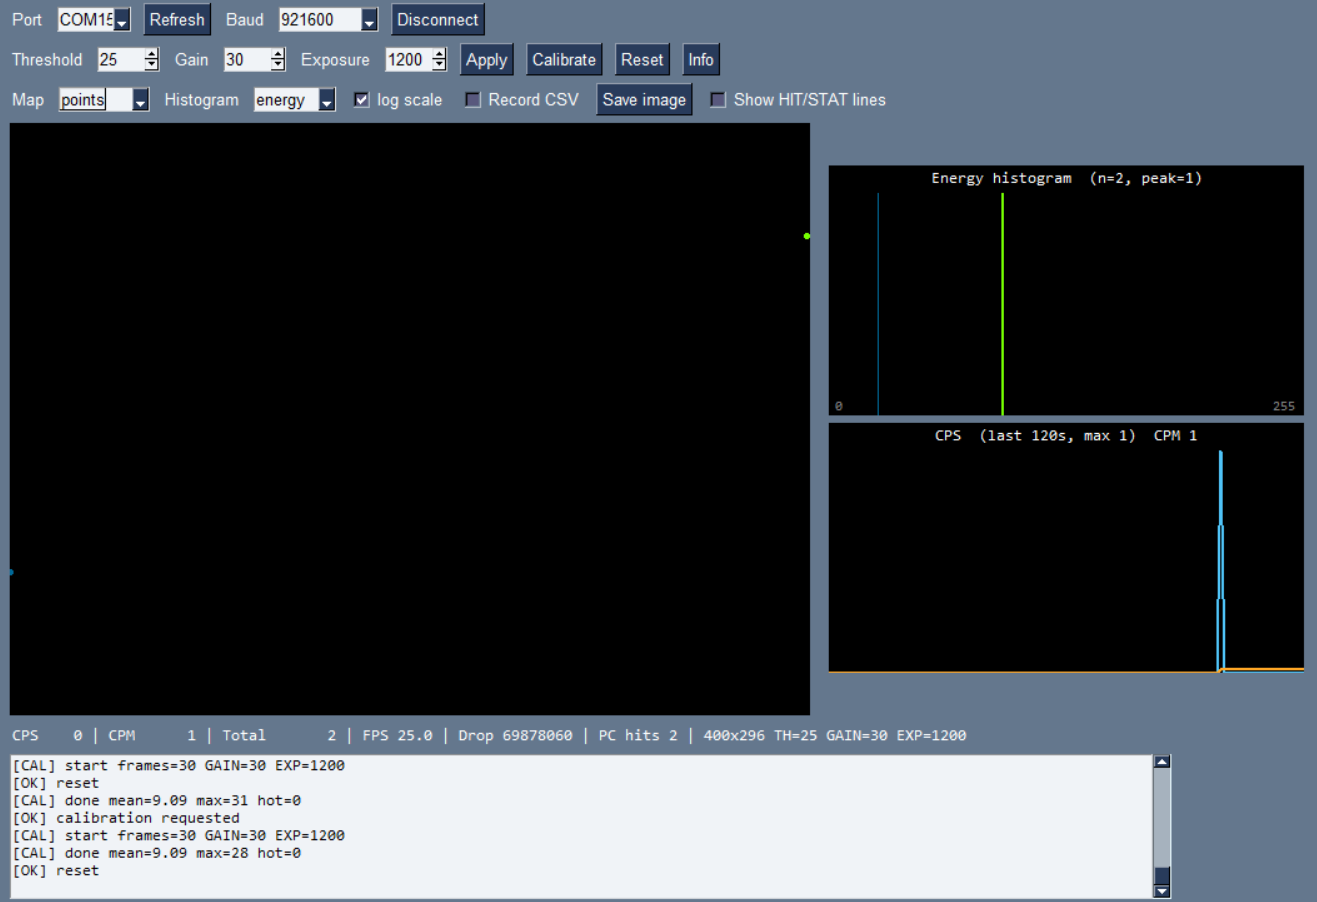 Port COM15 Refresh Baud 921600 Disconnect
Threshold 25 Gain 30 Exposure 1200 Apply Calibrate Reset Info
Map points Histogram energy log scale Record CSV Save image Show HIT/STAT lines
Energy histogram (n=2, peak=1)
0 255
CPS (last 120s, max 1) CPM 1
CPS 0 | CPM 1 | Total 2 | FPS 25.0 | Drop 69878060 | PC hits 2 | 400x296 TH=25 GAIN=30 EXP=1200
[CAL] start frames=30 GAIN=30 EXP=1200
[OK] reset
[CAL] done mean=9.09 max=31 hot=0
[OK] calibration requested
[CAL] start frames=30 GAIN=30 EXP=1200
[CAL] done mean=9.09 max=28 hot=0
[OK] reset